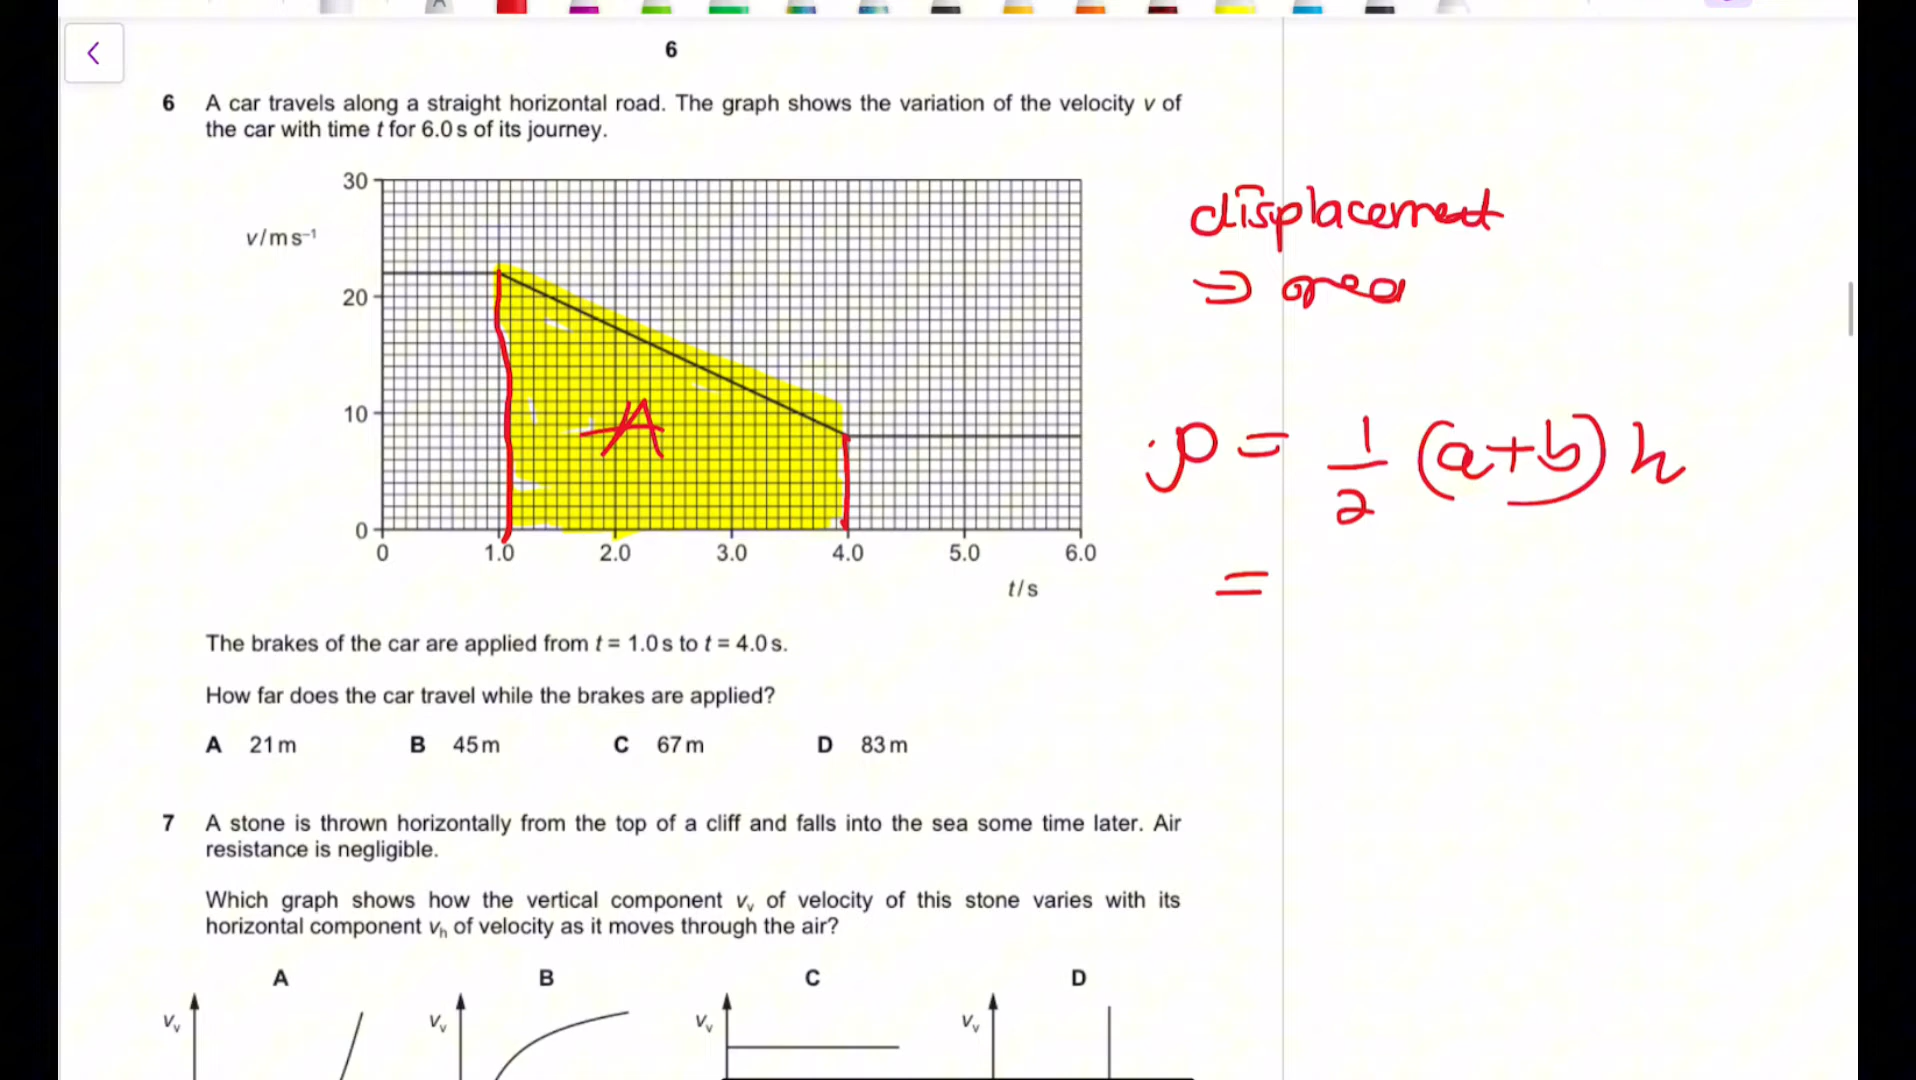 6
6 A car travels along a straight horizontal road. The graph shows the variation of the velocity v of
the car with time t for 6.0 s of its journey.
30
v/m s⁻¹
20
10
0
0 1.0 2.0 3.0 4.0 5.0 6.0
t/s
A
displacement
⇒ area
= 1/2 (a+b) h
=
The brakes of the car are applied from t = 1.0 s to t = 4.0 s.
How far does the car travel while the brakes are applied?
A 21 m B 45 m C 67 m D 83 m
7 A stone is thrown horizontally from the top of a cliff and falls into the sea some time later. Air
resistance is negligible.
Which graph shows how the vertical component vᵥ of velocity of this stone varies with its
horizontal component vₕ of velocity as it moves through the air?
A B C D
vᵥ vᵥ vᵥ vᵥ